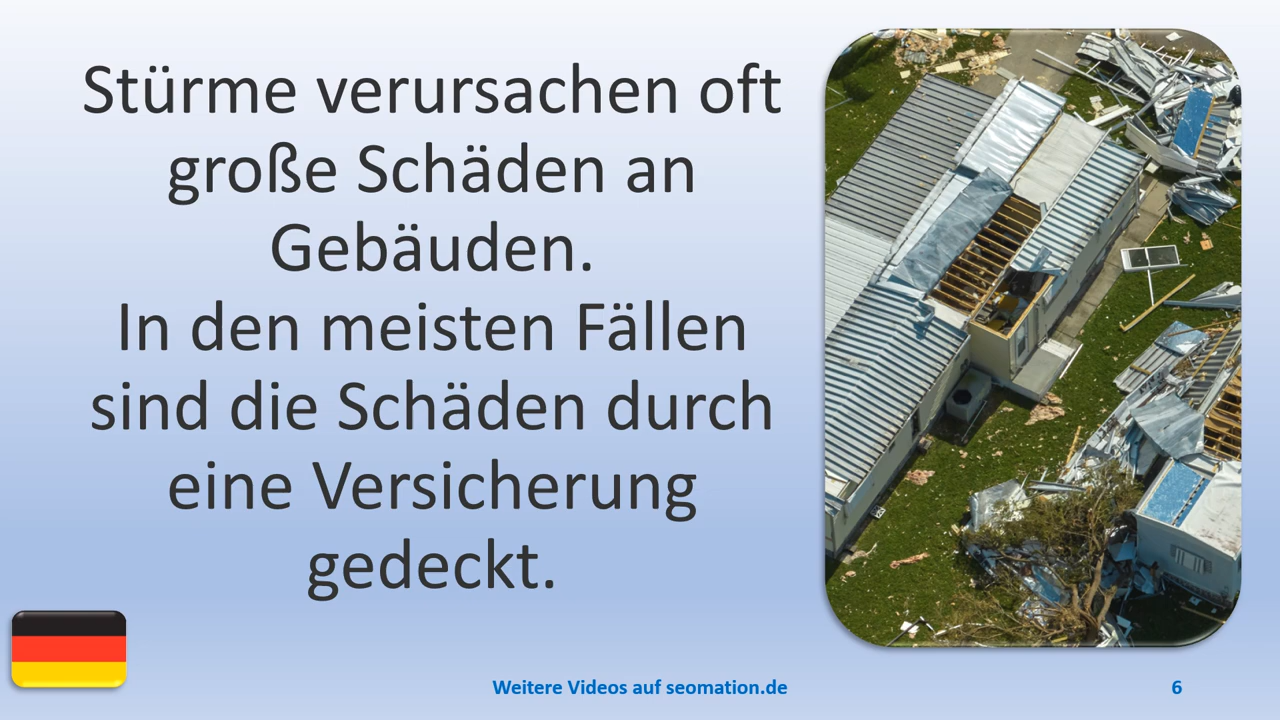 Stürme verursachen oft
große Schäden an
Gebäuden.
In den meisten Fällen
sind die Schäden durch
eine Versicherung
gedeckt.
Weitere Videos auf seomation.de
6